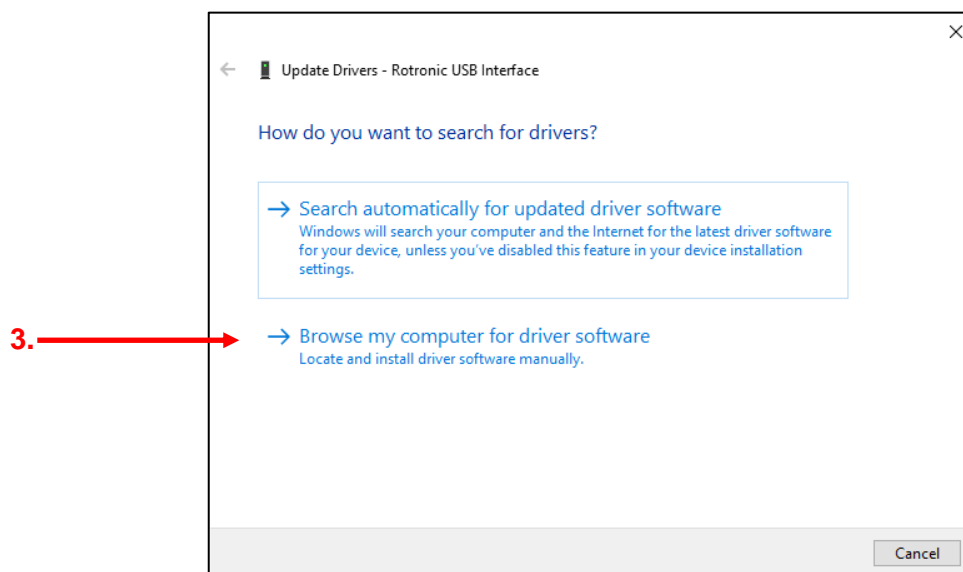 Update Drivers - Rotronic USB Interface
How do you want to search for drivers?
Search automatically for updated driver software
Windows will search your computer and the Internet for the latest driver software
for your device, unless you've disabled this feature in your device installation
settings.
3.
Browse my computer for driver software
Locate and install driver software manually.
Cancel